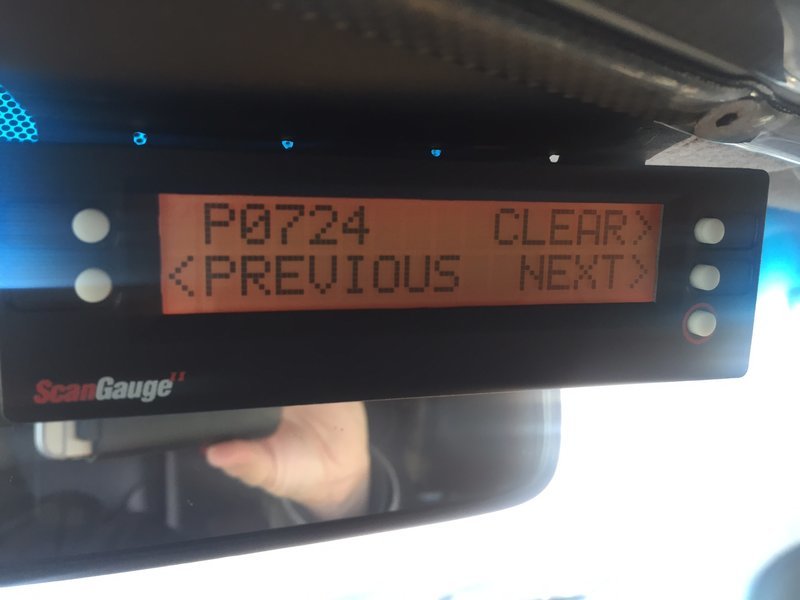 P0724 CLEAR>
<PREVIOUS NEXT>
ScanGauge II